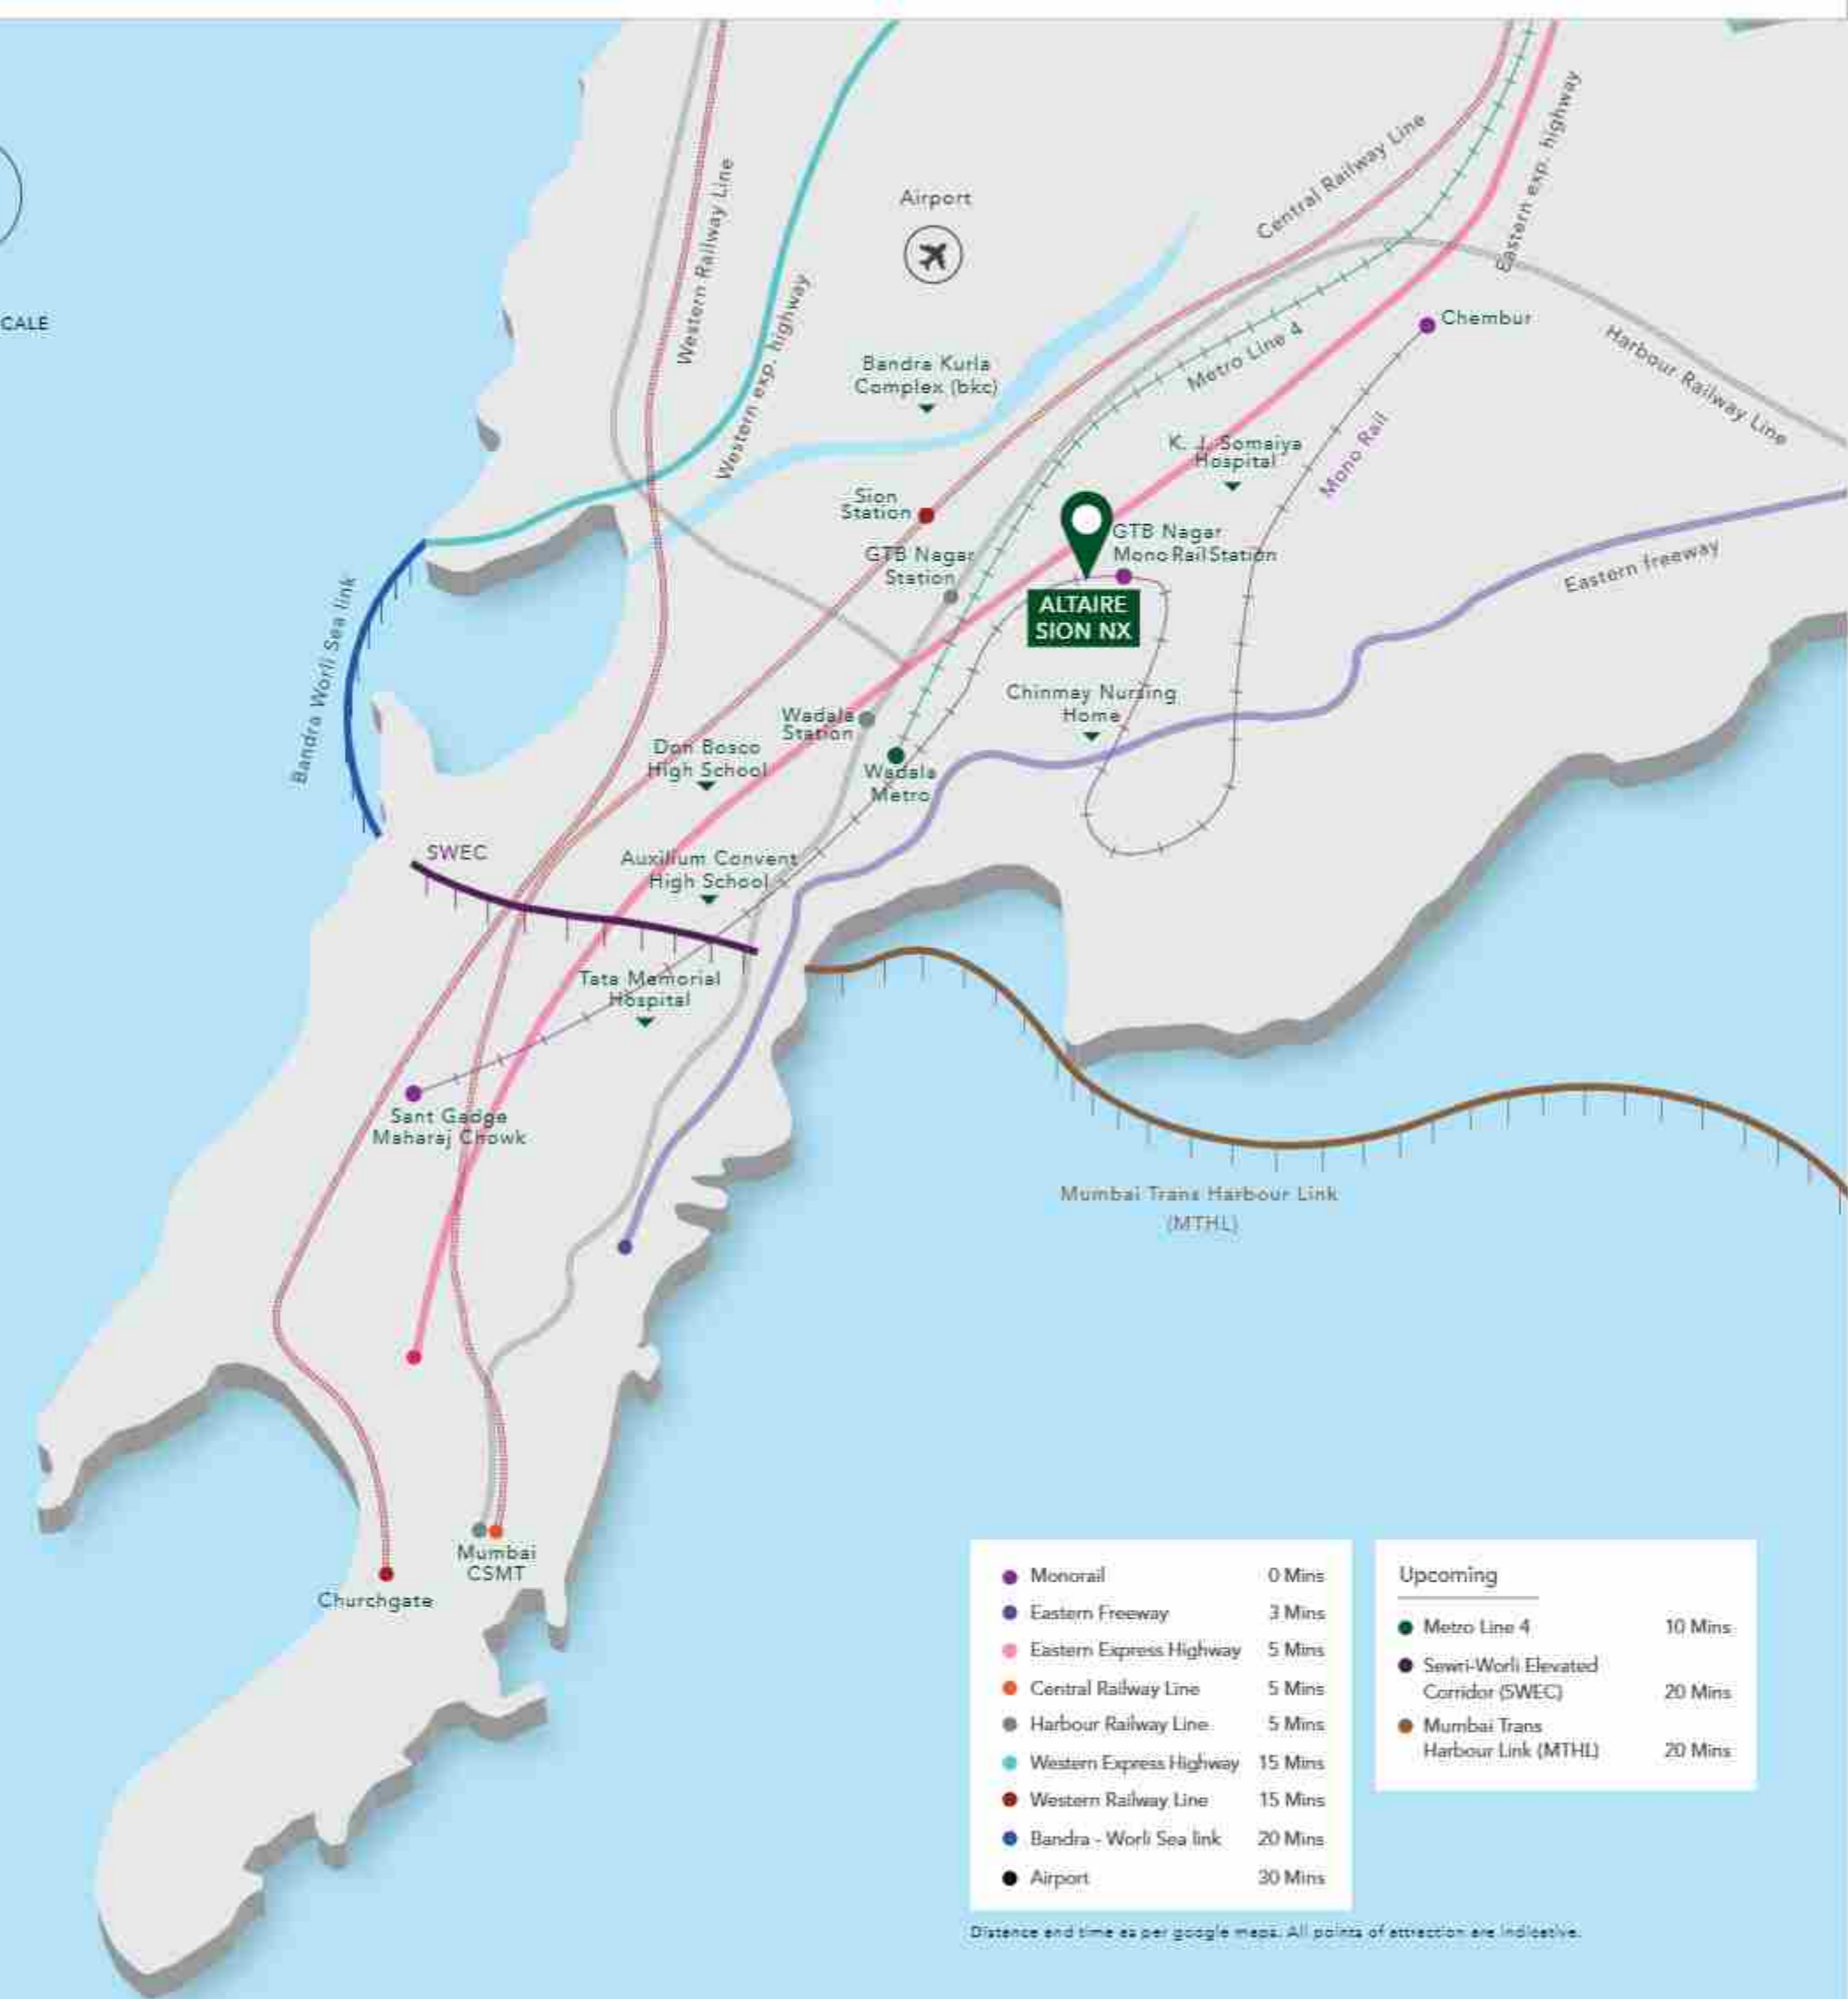 CALE
Airport
Western Railway Line
Western exp. highway
Central Railway Line
Eastern exp. highway
Chembur
Harbour Railway Line
Bandra Kurla
Complex (bkc)
Metro Line 4
K. J. Somaiya
Hospital
Mono Rail
Sion
Station
GTB Nagar
Station
GTB Nagar
Mono Rail Station
ALTAIRE
SION NX
Eastern freeway
Bandra Worli Sea link
Chinmay Nursing
Home
Wadala
Station
Don Bosco
High School
Wadala
Metro
SWEC
Auxilium Convent
High School
Tata Memorial
Hospital
Sant Gadge
Maharaj Chowk
Mumbai Trans Harbour Link
(MTHL)
Mumbai
CSMT
Churchgate
Monorail 0 Mins
Eastern Freeway 3 Mins
Eastern Express Highway 5 Mins
Central Railway Line 5 Mins
Harbour Railway Line 5 Mins
Western Express Highway 15 Mins
Western Railway Line 15 Mins
Bandra - Worli Sea link 20 Mins
Airport 30 Mins
Upcoming
Metro Line 4 10 Mins
Sewri-Worli Elevated
Corridor (SWEC) 20 Mins
Mumbai Trans
Harbour Link (MTHL) 20 Mins
Distance and time as per google maps. All points of attraction are indicative.